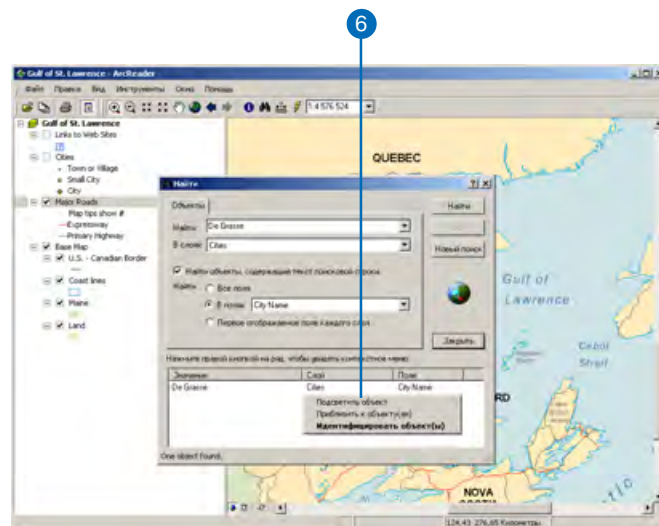 6
Gulf of St. Lawrence - ArcReader
Файл Правка Вид Инструменты Окна Помощь
1:4 576 524
Gulf of St. Lawrence
Links to Web Sites
Cities
Town or Village
Small City
City
Major Roads
Map tips show #
Expressway
Primary Highway
Base Map
U.S. - Canadian Border
Coast lines
Maine
Land
QUEBEC
Gulf of
Lawrence
Cabot
Strait
RD
NOVA
SCOTIA
tic
Найти
Объекты
Найти: De Grasse
В слоях: Cities
Найти объекты, содержащие текст поисковой строки
Найти: Все поля
В полях: City Name
Первое отображаемое поле каждого слоя
Найти
Новый поиск
Закрыть
Нажмите правой кнопкой на ряд, чтобы увидеть контекстное меню
Значение Слой Поле
De Grasse Cities City Name
Подсветить объект
Приблизить к объекту(ам)
Идентифицировать объект(ы)
One object found.
124,43 276,65 Километры